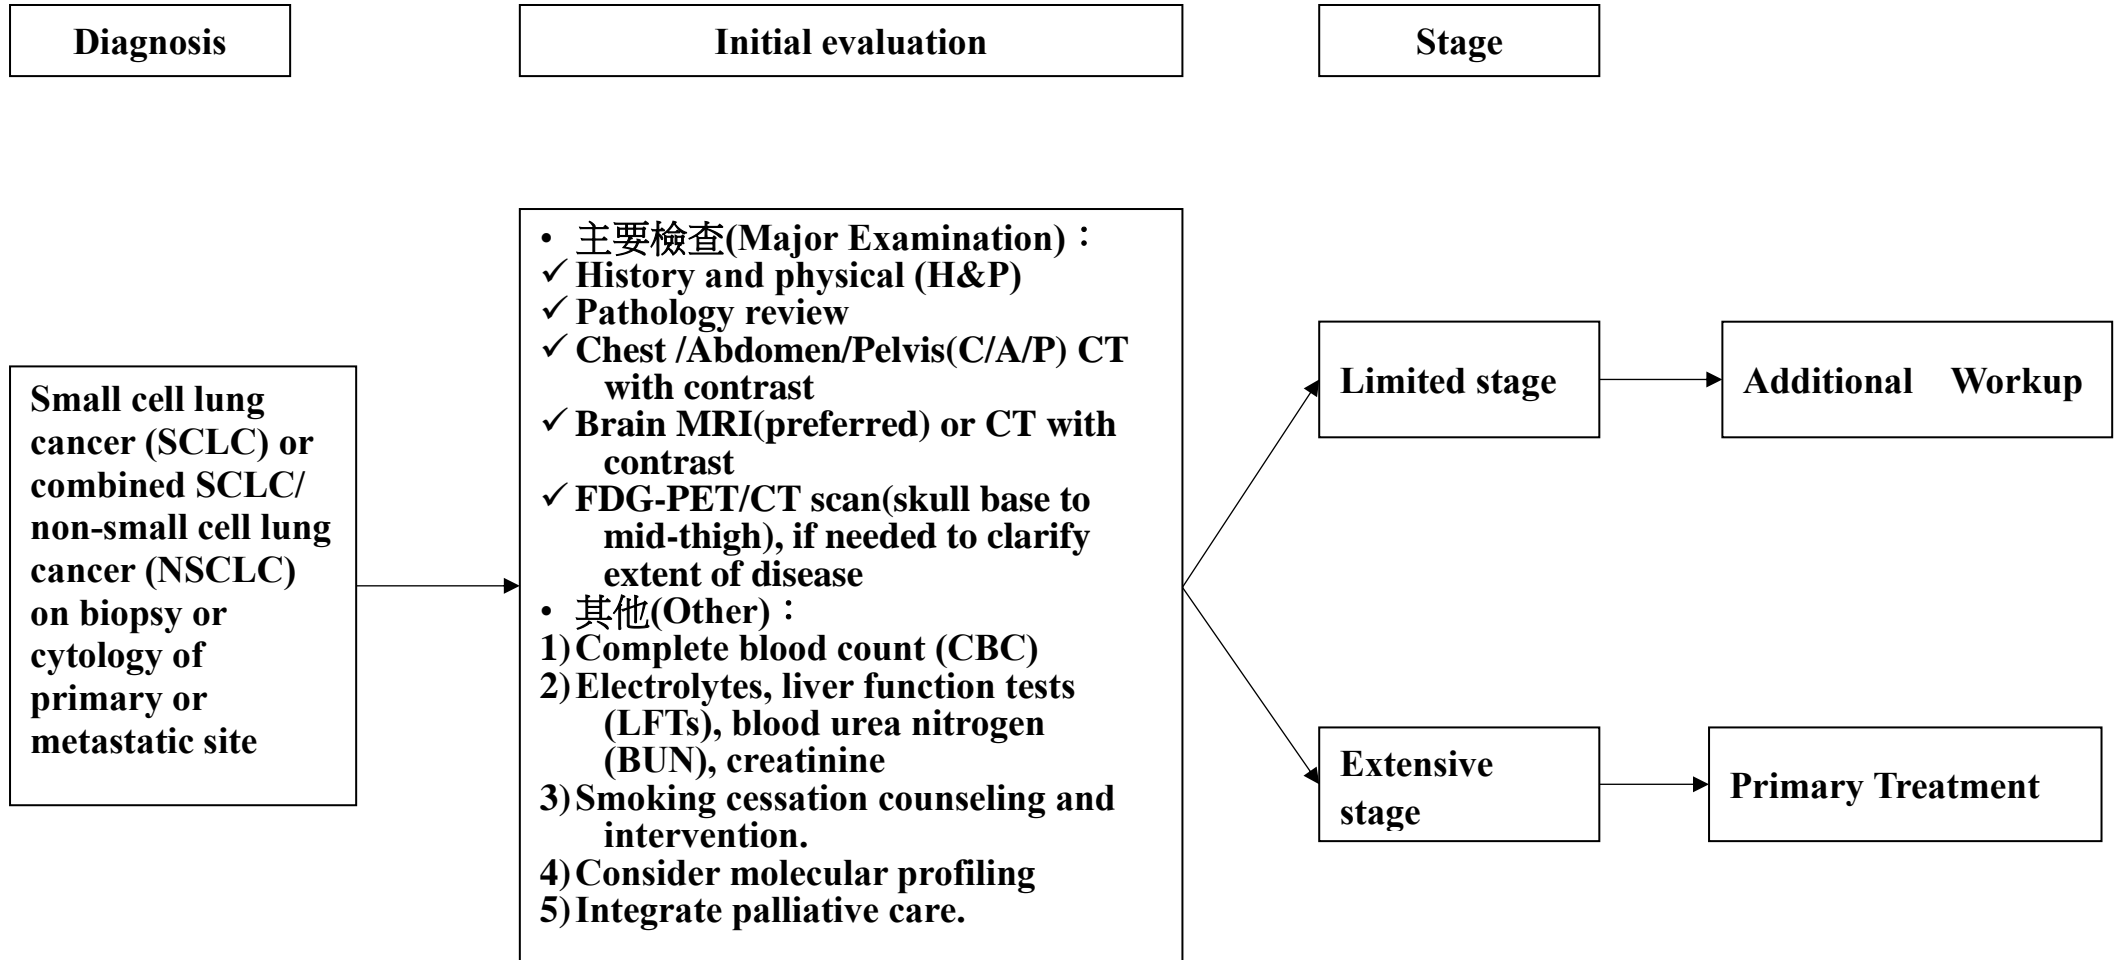 Diagnosis
Initial evaluation
Stage
Small cell lung
cancer (SCLC) or
combined SCLC/
non-small cell lung
cancer (NSCLC)
on biopsy or
cytology of
primary or
metastatic site
• 主要檢查(Major Examination)：
✓ History and physical (H&P)
✓ Pathology review
✓ Chest /Abdomen/Pelvis(C/A/P) CT
with contrast
✓ Brain MRI(preferred) or CT with
contrast
✓ FDG-PET/CT scan(skull base to
mid-thigh), if needed to clarify
extent of disease
• 其他(Other)：
1) Complete blood count (CBC)
2) Electrolytes, liver function tests
(LFTs), blood urea nitrogen
(BUN), creatinine
3) Smoking cessation counseling and
intervention.
4) Consider molecular profiling
5) Integrate palliative care.
Limited stage
Additional Workup
Extensive
stage
Primary Treatment